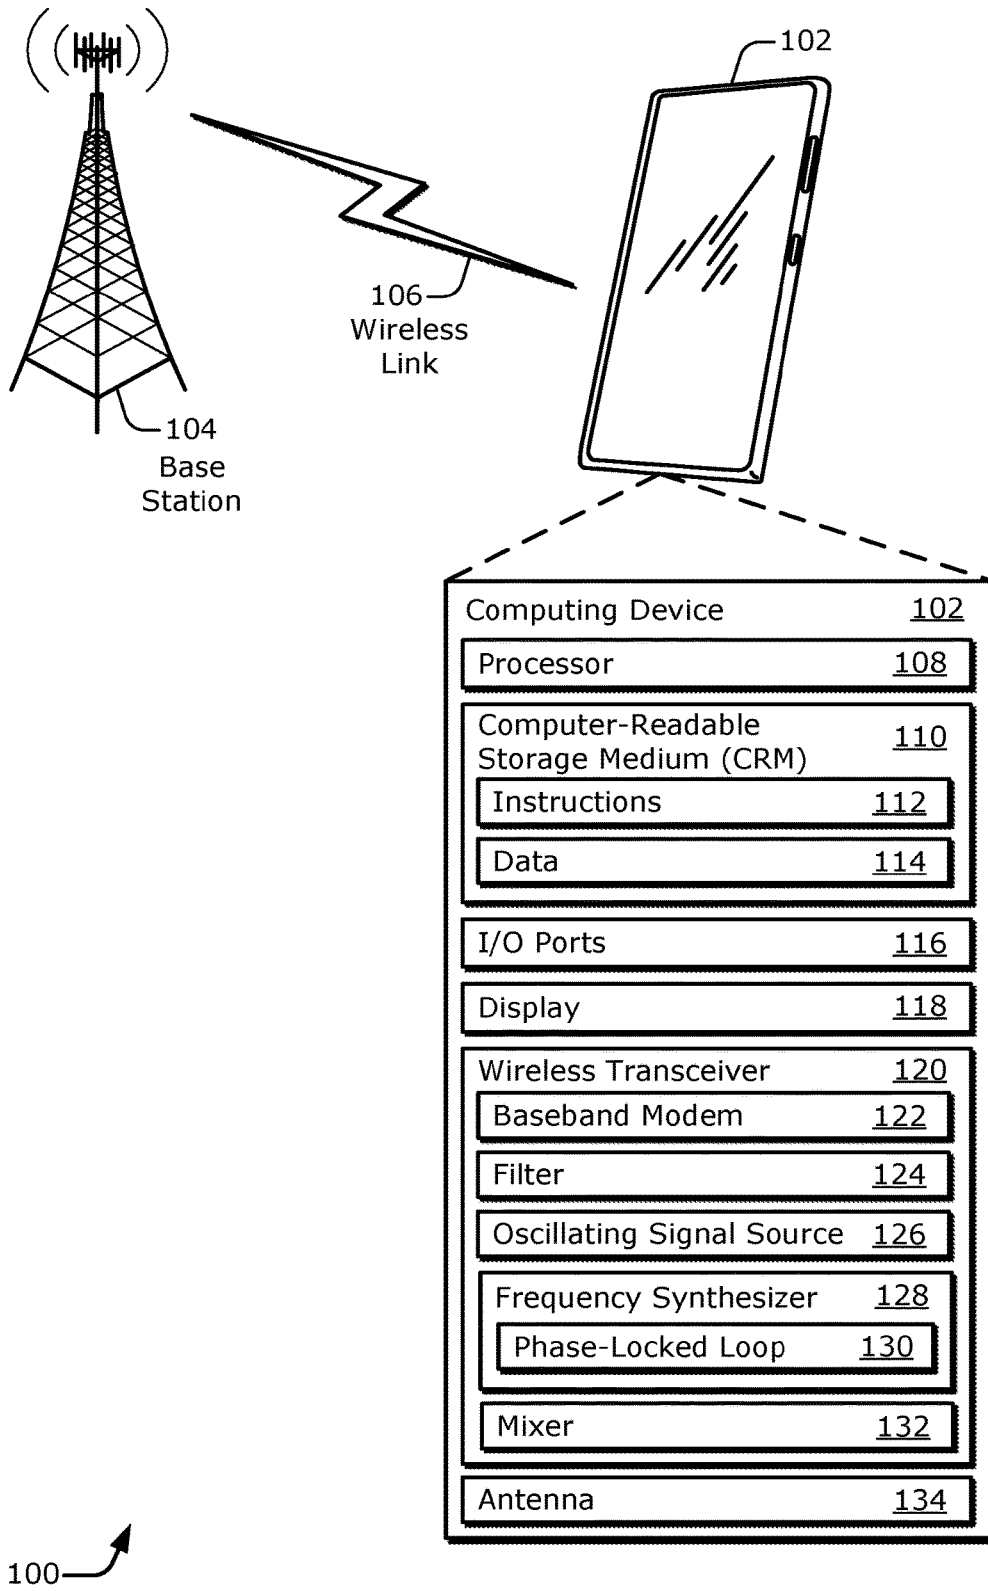 102
106
Wireless
Link
104
Base
Station
Computing Device 102
Processor 108
Computer-Readable
Storage Medium (CRM) 110
Instructions 112
Data 114
I/O Ports 116
Display 118
Wireless Transceiver 120
Baseband Modem 122
Filter 124
Oscillating Signal Source 126
Frequency Synthesizer 128
Phase-Locked Loop 130
Mixer 132
Antenna 134
100